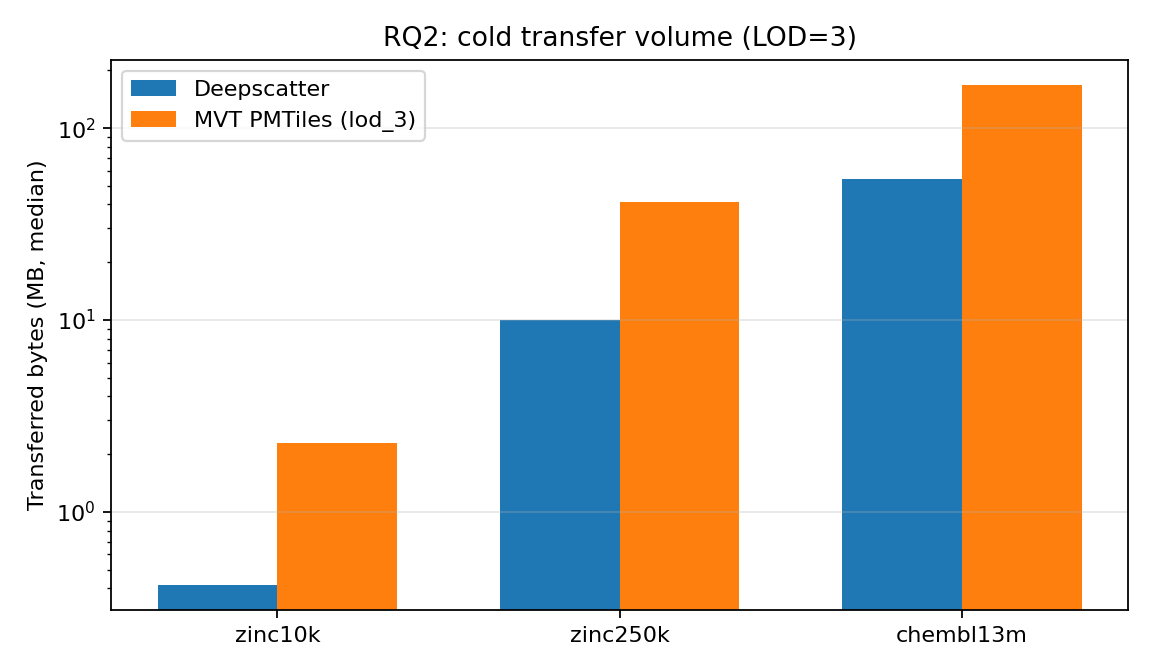 RQ2: cold transfer volume (LOD=3)
Deepscatter
MVT PMTiles (lod_3)
Transferred bytes (MB, median)
10²
10¹
10⁰
zinc10k
zinc250k
chembl13m